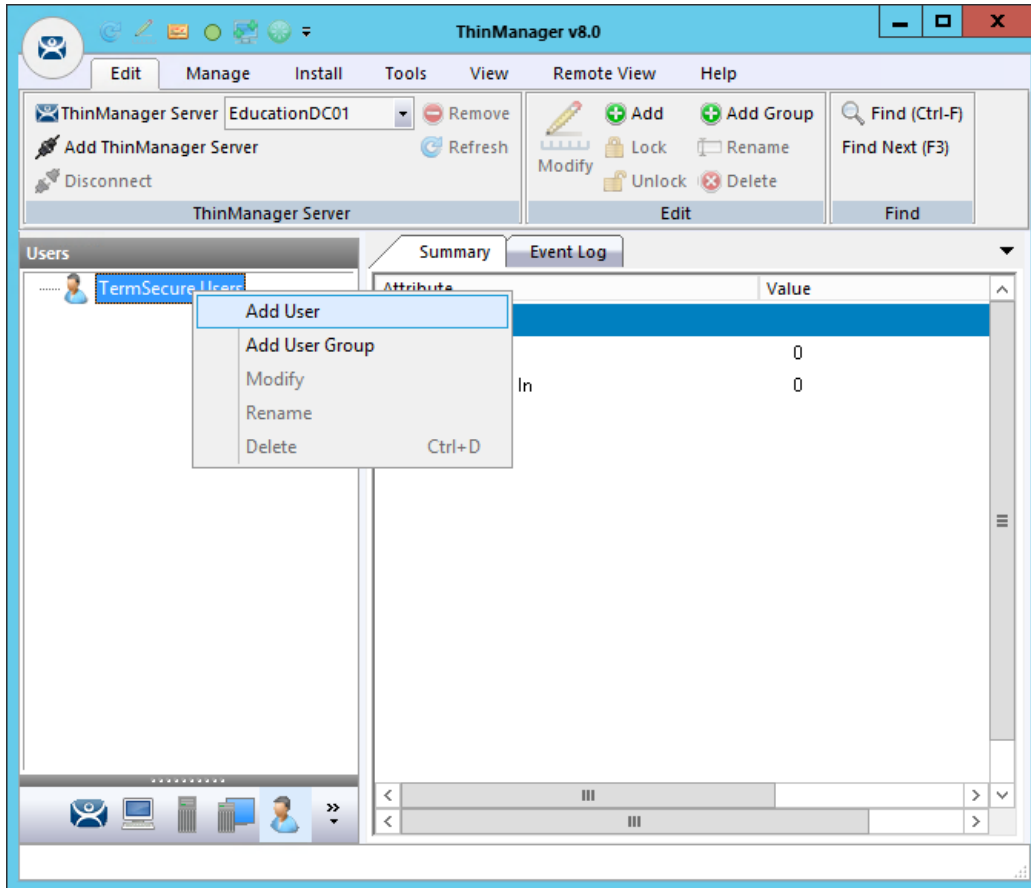 ThinManager v8.0
Edit Manage Install Tools View Remote View Help
ThinManager Server EducationDC01 Remove
Add ThinManager Server Refresh
Disconnect
ThinManager Server
Modify
Add Add Group
Lock Rename
Unlock Delete
Edit
Find (Ctrl-F)
Find Next (F3)
Find
Users
TermSecure Users
Add User
Add User Group
Modify
Rename
Delete Ctrl+D
Summary Event Log
Attribute Value
0
In 0